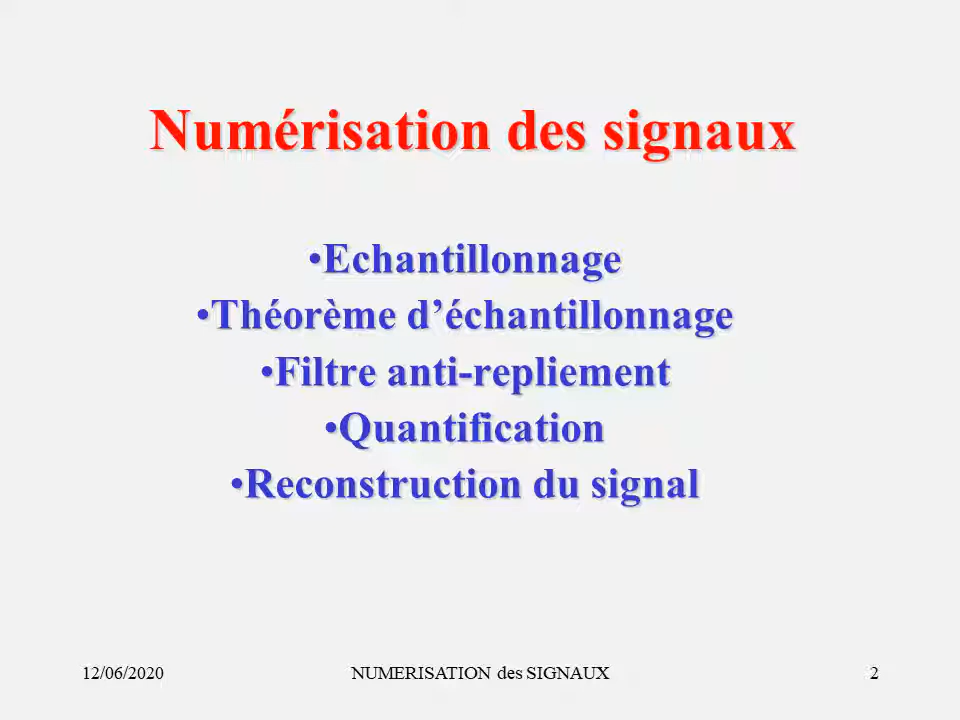 Numérisation des signaux
•Echantillonnage
•Théorème d’échantillonnage
•Filtre anti-repliement
•Quantification
•Reconstruction du signal
12/06/2020 NUMERISATION des SIGNAUX 2